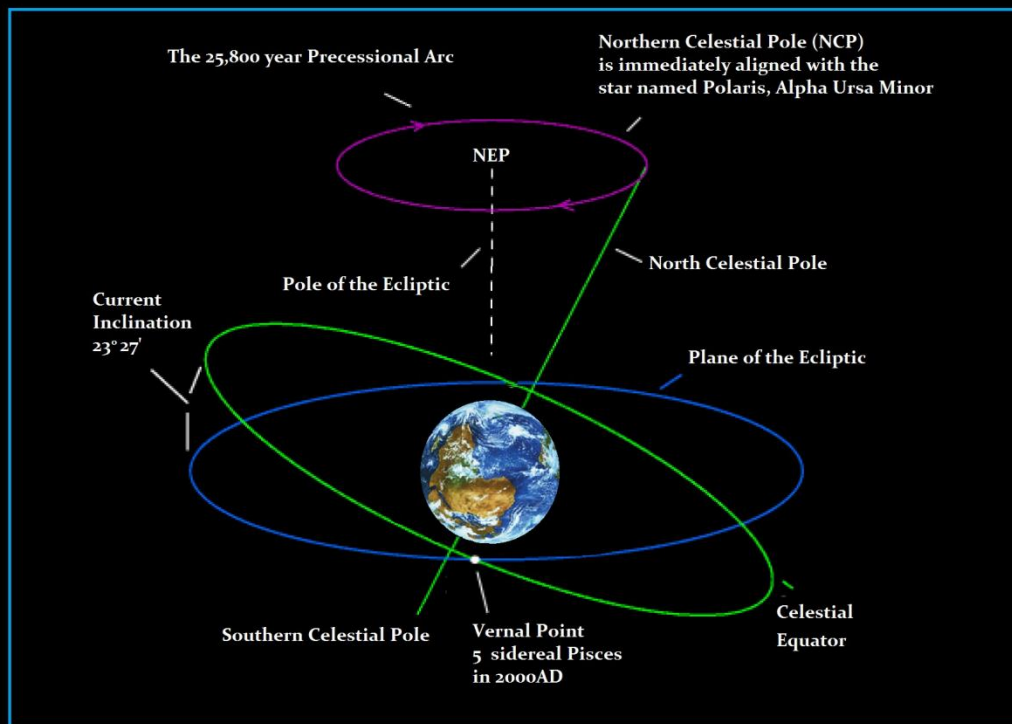 The 25,800 year Precessional Arc
Northern Celestial Pole (NCP)
is immediately aligned with the
star named Polaris, Alpha Ursa Minor
NEP
North Celestial Pole
Pole of the Ecliptic
Current
Inclination
23° 27'
Plane of the Ecliptic
Southern Celestial Pole
Vernal Point
5 sidereal Pisces
in 2000AD
Celestial
Equator